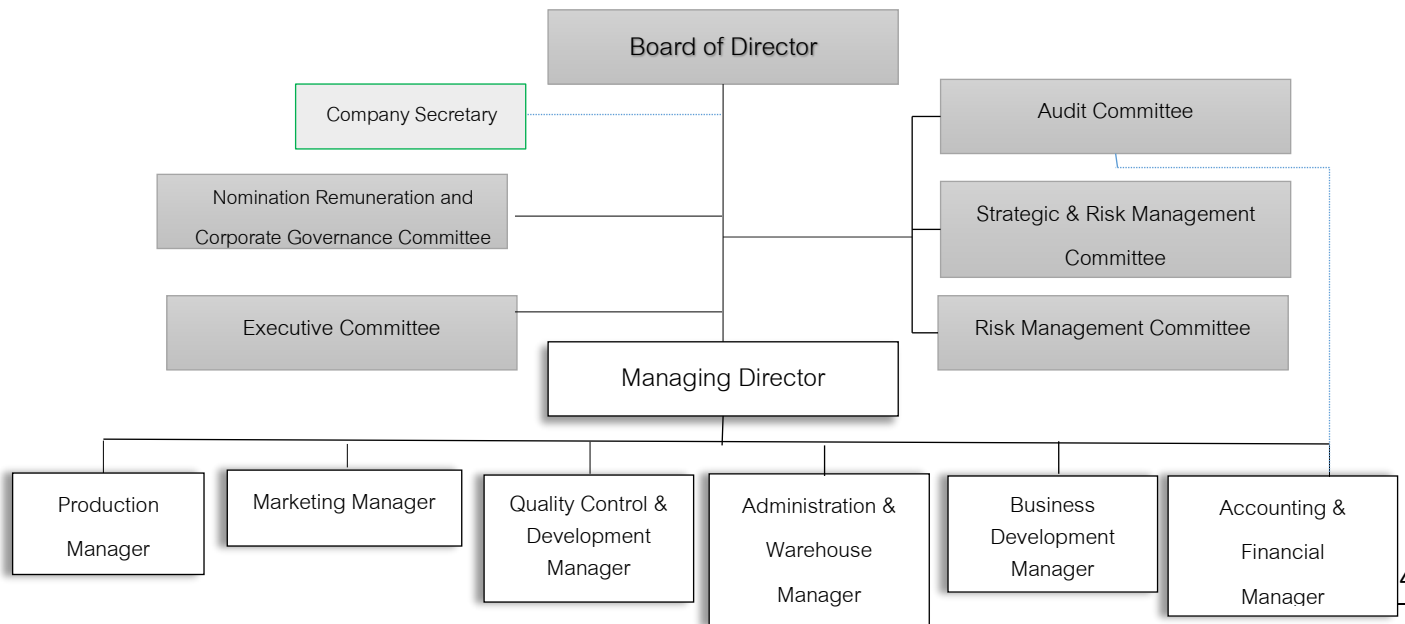 Board of Director
Company Secretary
Audit Committee
Nomination Remuneration and
Corporate Governance Committee
Strategic & Risk Management
Committee
Executive Committee
Risk Management Committee
Managing Director
Production
Manager
Marketing Manager
Quality Control &
Development
Manager
Administration &
Warehouse
Manager
Business
Development
Manager
Accounting &
Financial
Manager